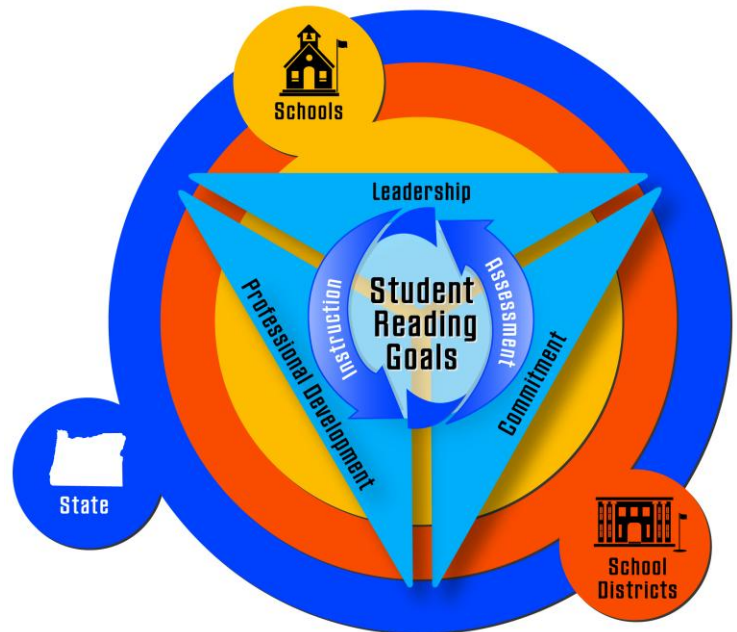 Schools
Leadership
Instruction
Student
Reading
Goals
Assessment
Professional Development
Commitment
State
School
Districts